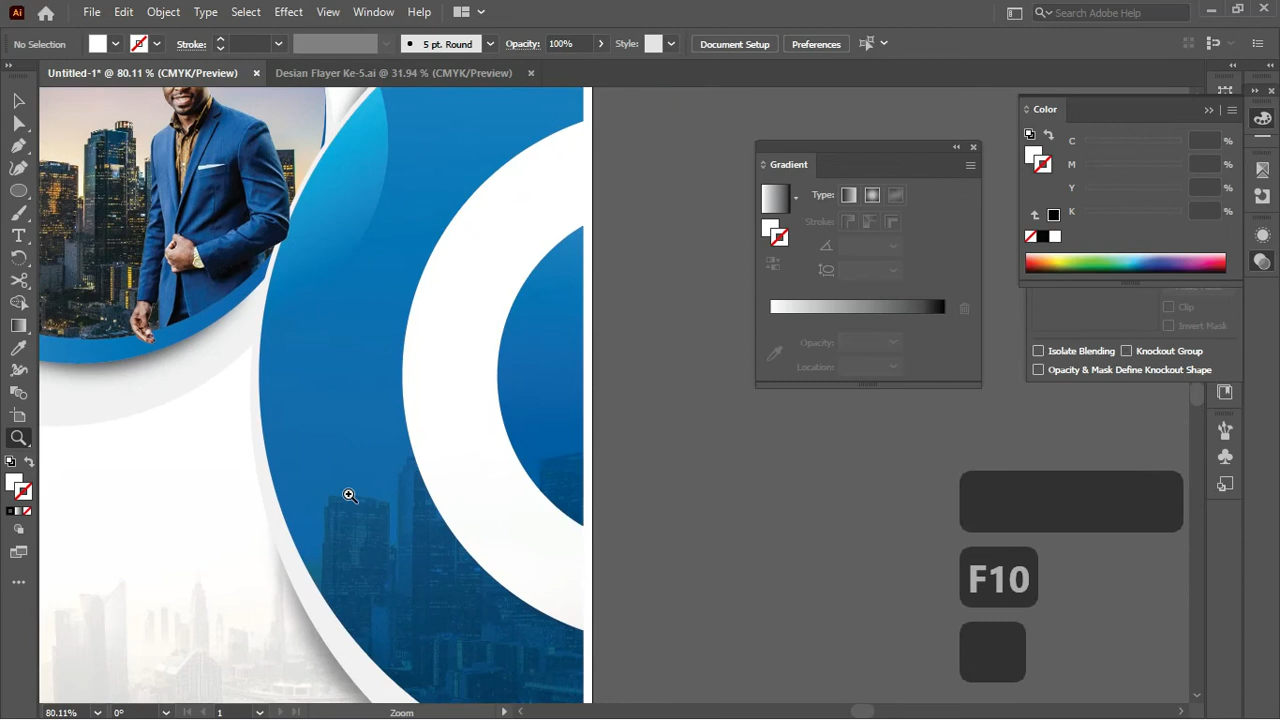 Ai
File Edit Object Type Select Effect View Window Help
Search Adobe Help
No Selection
Stroke:
5 pt. Round
Opacity: 100%
Style:
Document Setup
Preferences
Untitled-1* @ 80.11 % (CMYK/Preview) ×
Desian Flayer Ke-5.ai @ 31.94 % (CMYK/Preview) ×
Color
C %
M %
Y %
K %
Gradient
Type:
Stroke:
Opacity:
Location:
Clip
Invert Mask
Isolate Blending Knockout Group
Opacity & Mask Define Knockout Shape
F10
80.11% 0° 1 Zoom